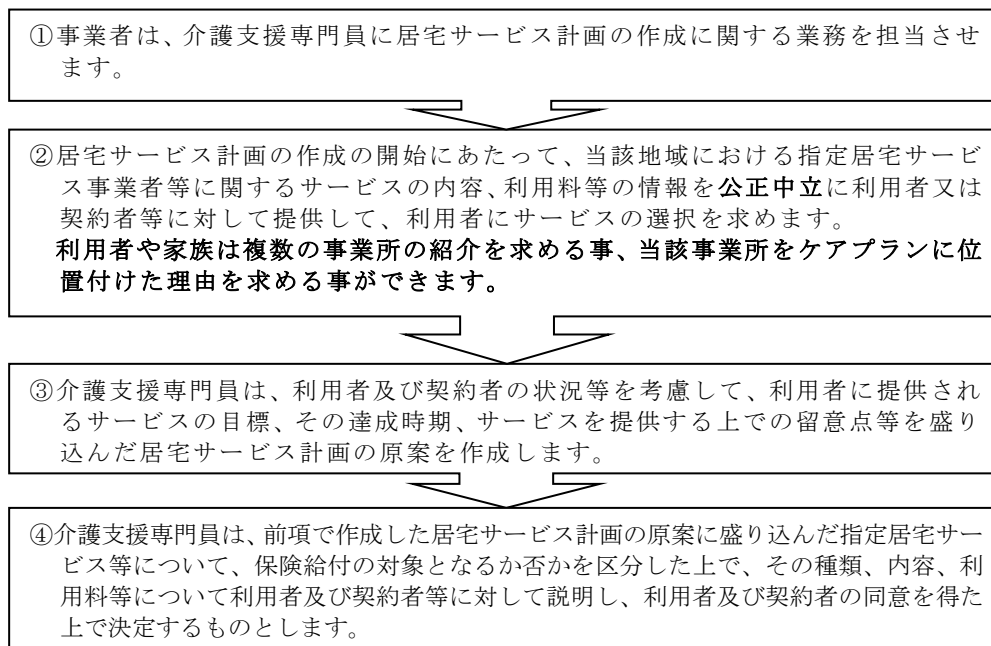 ①事業者は、介護支援専門員に居宅サービス計画の作成に関する業務を担当させ
ます。
②居宅サービス計画の作成の開始にあたって、当該地域における指定居宅サービ
ス事業者等に関するサービスの内容、利用料等の情報を公正中立に利用者又は
契約者等に対して提供して、利用者にサービスの選択を求めます。
利用者や家族は複数の事業所の紹介を求める事、当該事業所をケアプランに位
置付けた理由を求める事ができます。
③介護支援専門員は、利用者及び契約者の状況等を考慮して、利用者に提供され
るサービスの目標、その達成時期、サービスを提供する上での留意点等を盛り
込んだ居宅サービス計画の原案を作成します。
④介護支援専門員は、前項で作成した居宅サービス計画の原案に盛り込んだ指定居宅サー
ビス等について、保険給付の対象となるか否かを区分した上で、その種類、内容、利
用料等について利用者及び契約者等に対して説明し、利用者及び契約者の同意を得た
上で決定するものとします。